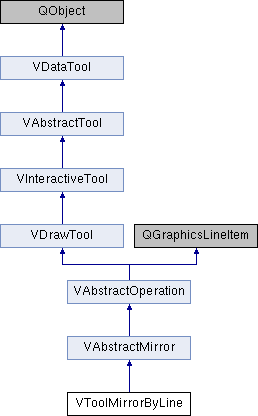 QObject
VDataTool
VAbstractTool
VInteractiveTool
VDrawTool
QGraphicsLineItem
VAbstractOperation
VAbstractMirror
VToolMirrorByLine